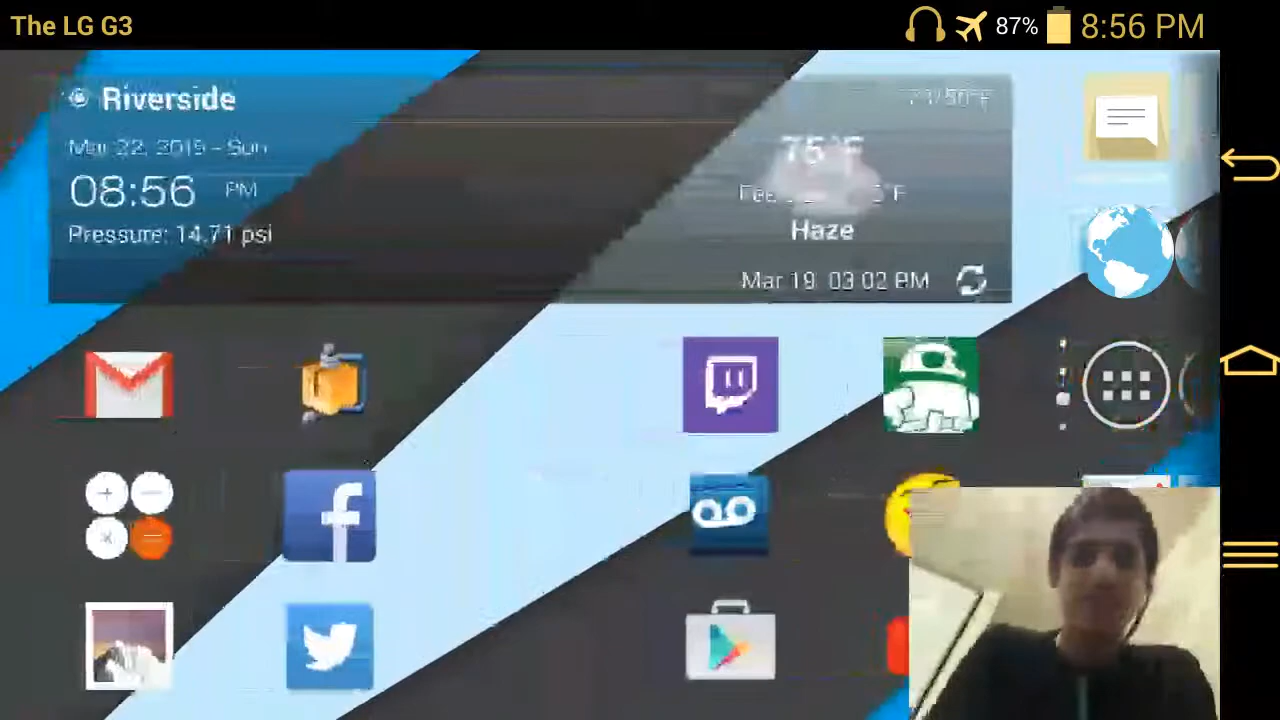 The LG G3
87%
8:56 PM
Riverside
Mar 22, 2015 - Sun
08:56 PM
Pressure: 14.71 psi
75°F
Haze
Mar 19 03:02 PM